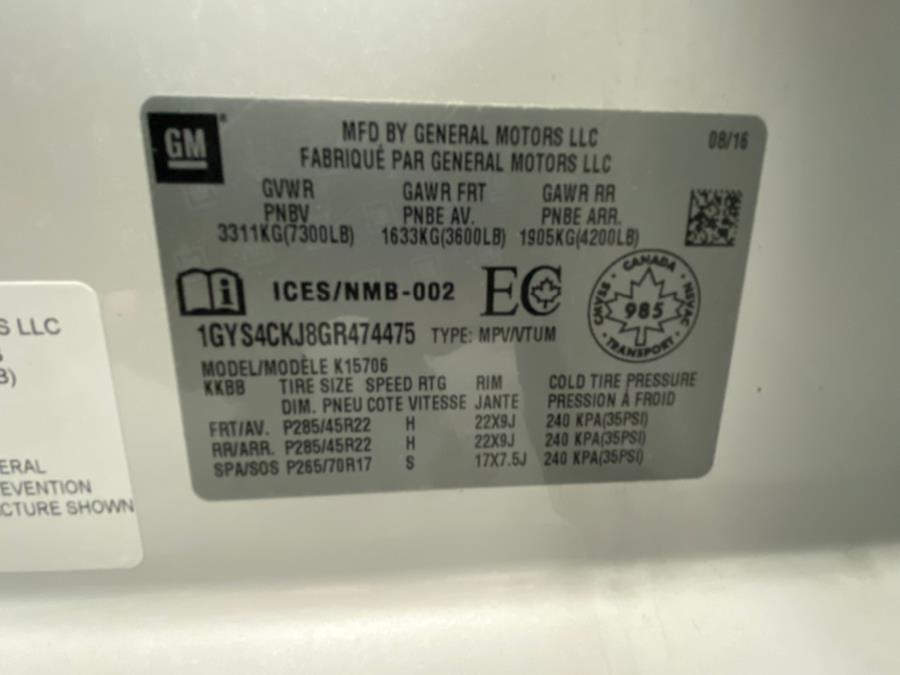 GM
MFD BY GENERAL MOTORS LLC
08/16
FABRIQUÉ PAR GENERAL MOTORS LLC
GVWR GAWR FRT GAWR RR
PNBV PNBE AV. PNBE ARR.
3311KG(7300LB) 1633KG(3600LB) 1905KG(4200LB)
i ICES/NMB-002 EC
CANADA
CMVSS 985 NSVAC
TRANSPORT
1GYS4CKJ8GR474475 TYPE: MPV/VTUM
MODEL/MODÈLE K15706
KKBB TIRE SIZE SPEED RTG RIM COLD TIRE PRESSURE
DIM. PNEU COTE VITESSE JANTE PRESSION À FROID
FRT/AV. P285/45R22 H 22X9J 240 KPA(35PSI)
RR/ARR. P285/45R22 H 22X9J 240 KPA(35PSI)
SPA/SOS P265/70R17 S 17X7.5J 240 KPA(35PSI)
S LLC
B)
ERAL
EVENTION
CTURE SHOWN